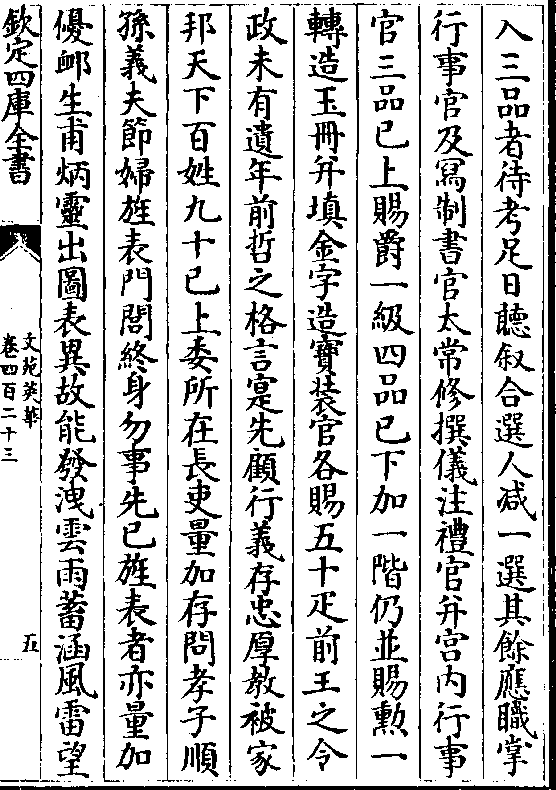 入三品者待考足日聽叙合選人减一選其餘應職掌
行事官及寫制書官太常修撰儀注禮官并宫内行事
官三品已上賜爵一級四品已下加一階仍並賜勲一
轉造玉冊并填金字造寳裝官各賜五十疋前王之令
政未有遺年前哲之格言寔先顧行義存忠厚敎被家
邦天下百姓九十已上委所在長吏量加存問孝子順
孫義夫節婦旌表門閭終身勿事先已旌表者亦量加
優䘏生甫炳靈出圖表異故能發洩雲雨蓄涵風雷望
欽定四庫全書
文苑英華
卷四百二十三
五